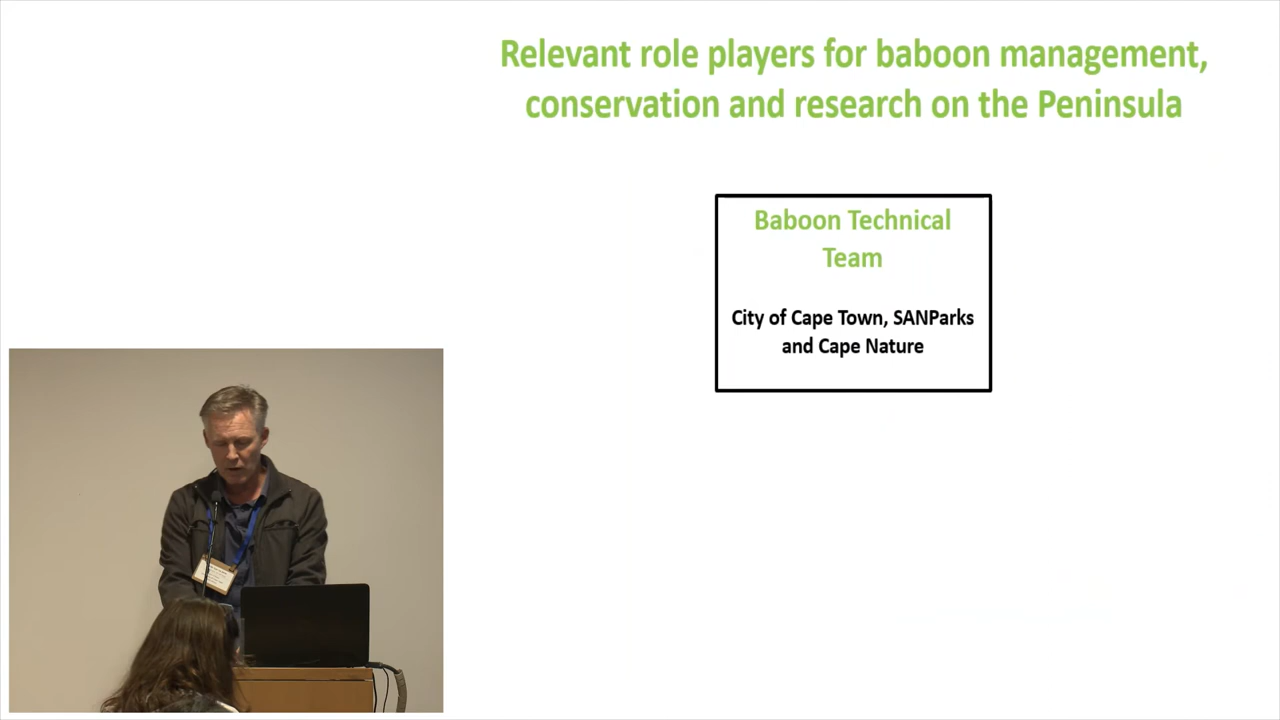 Relevant role players for baboon management,
conservation and research on the Peninsula
Baboon Technical
Team
City of Cape Town, SANParks
and Cape Nature